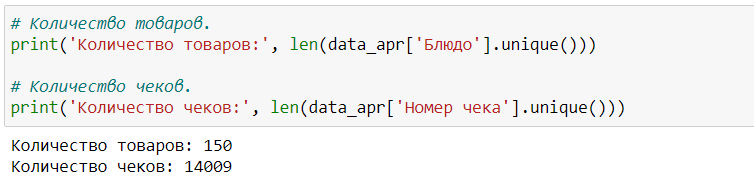 # Количество товаров.
print('Количество товаров:', len(data_apr['Блюдо'].unique()))
# Количество чеков.
print('Количество чеков:', len(data_apr['Номер чека'].unique()))
Количество товаров: 150
Количество чеков: 14009